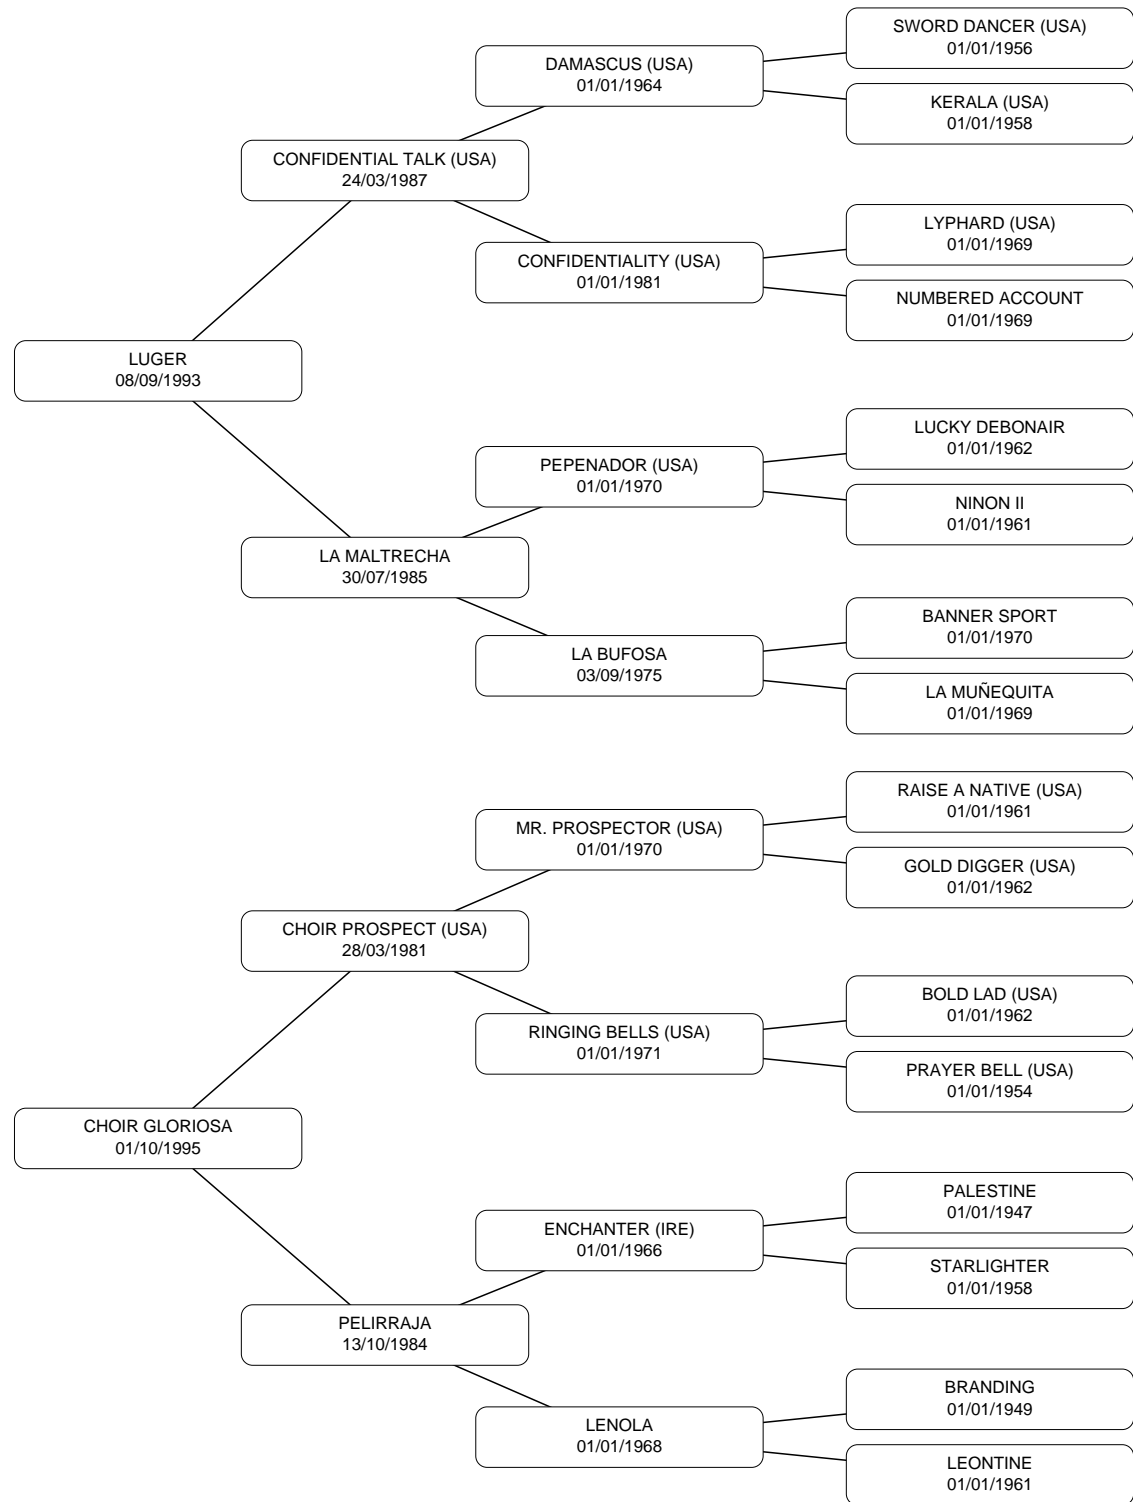 SWORD DANCER (USA)
01/01/1956
DAMASCUS (USA)
01/01/1964
KERALA (USA)
01/01/1958
CONFIDENTIAL TALK (USA)
24/03/1987
LYPHARD (USA)
01/01/1969
CONFIDENTIALITY (USA)
01/01/1981
NUMBERED ACCOUNT
01/01/1969
LUGER
08/09/1993
LUCKY DEBONAIR
01/01/1962
PEPENADOR (USA)
01/01/1970
NINON II
01/01/1961
LA MALTRECHA
30/07/1985
BANNER SPORT
01/01/1970
LA BUFOSA
03/09/1975
LA MUÑEQUITA
01/01/1969
RAISE A NATIVE (USA)
01/01/1961
MR. PROSPECTOR (USA)
01/01/1970
GOLD DIGGER (USA)
01/01/1962
CHOIR PROSPECT (USA)
28/03/1981
BOLD LAD (USA)
01/01/1962
RINGING BELLS (USA)
01/01/1971
PRAYER BELL (USA)
01/01/1954
CHOIR GLORIOSA
01/10/1995
PALESTINE
01/01/1947
ENCHANTER (IRE)
01/01/1966
STARLIGHTER
01/01/1958
PELIRRAJA
13/10/1984
BRANDING
01/01/1949
LENOLA
01/01/1968
LEONTINE
01/01/1961